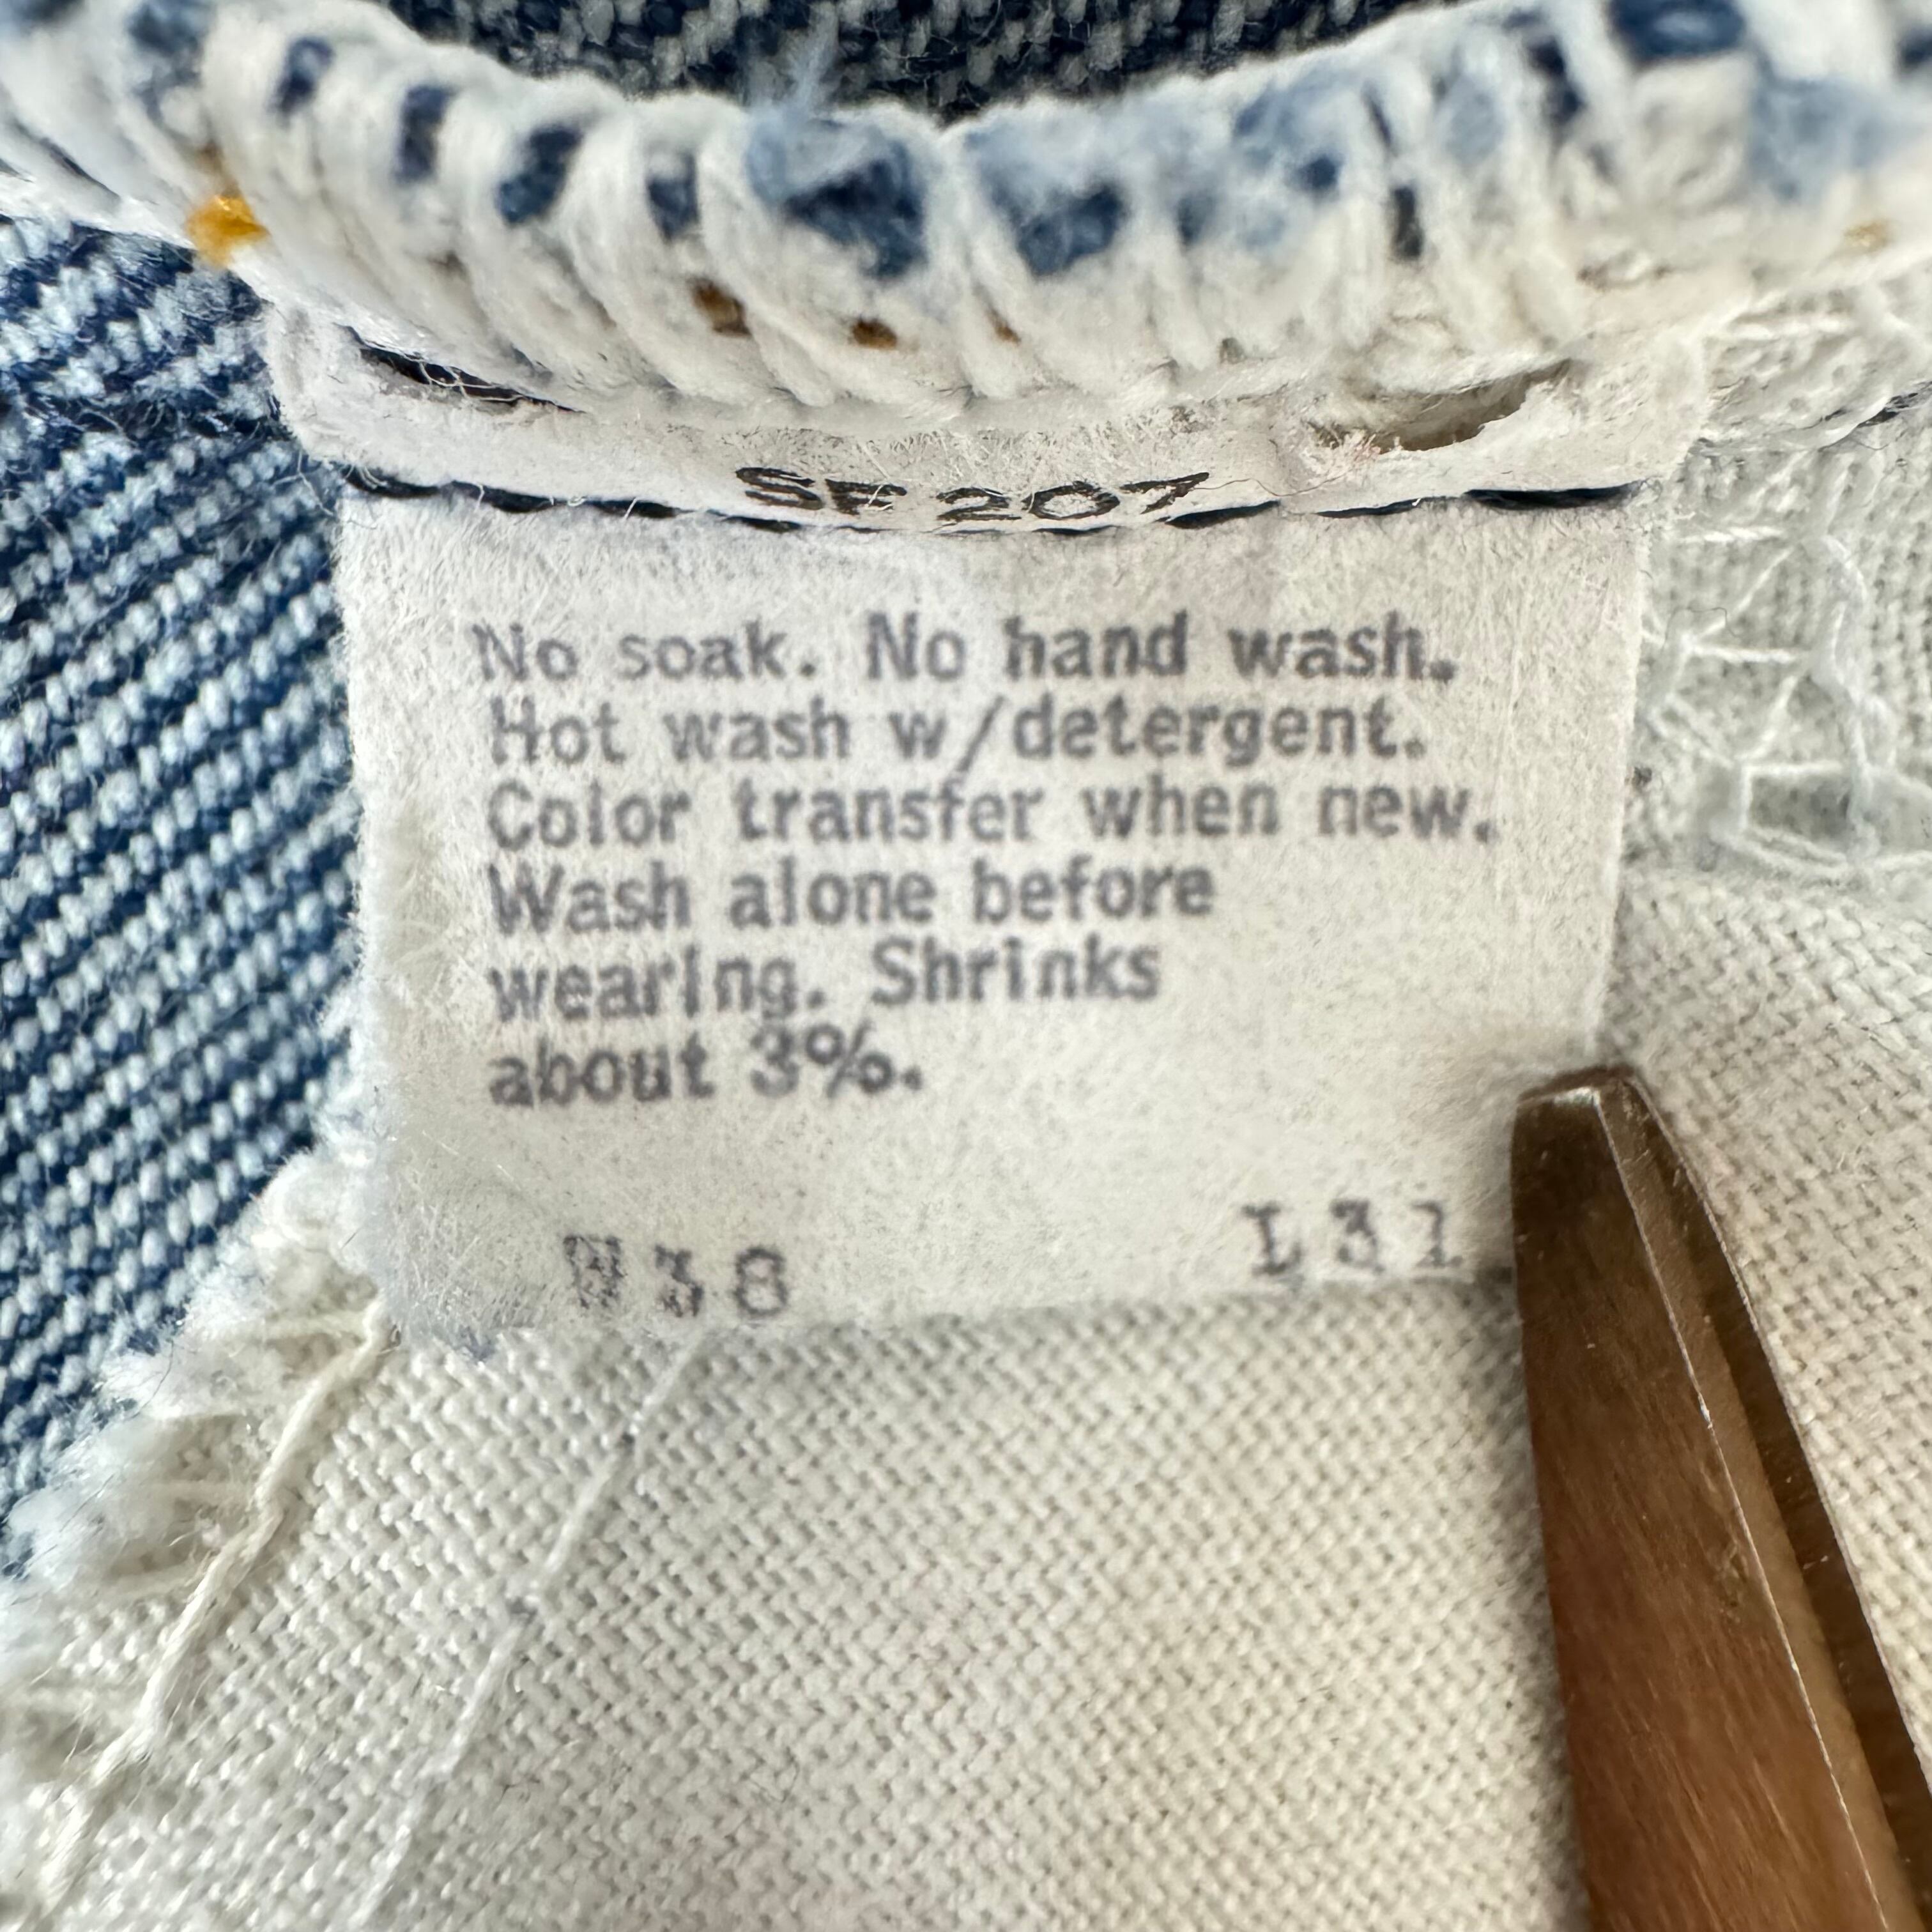 SF 207
No soak. No hand wash.
Hot wash w/detergent.
Color transfer when new.
Wash alone before
wearing. Shrinks
about 3%.
W38 L31